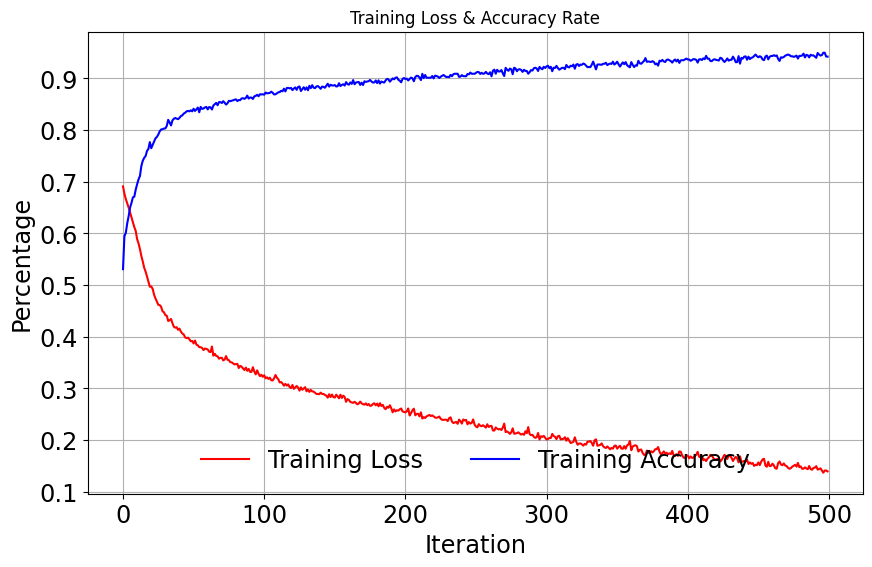 Training Loss & Accuracy Rate
0.9
0.8
0.7
0.6
0.5
0.4
0.3
0.2
0.1
Percentage
Training Loss Training Accuracy
0 100 200 300 400 500
Iteration